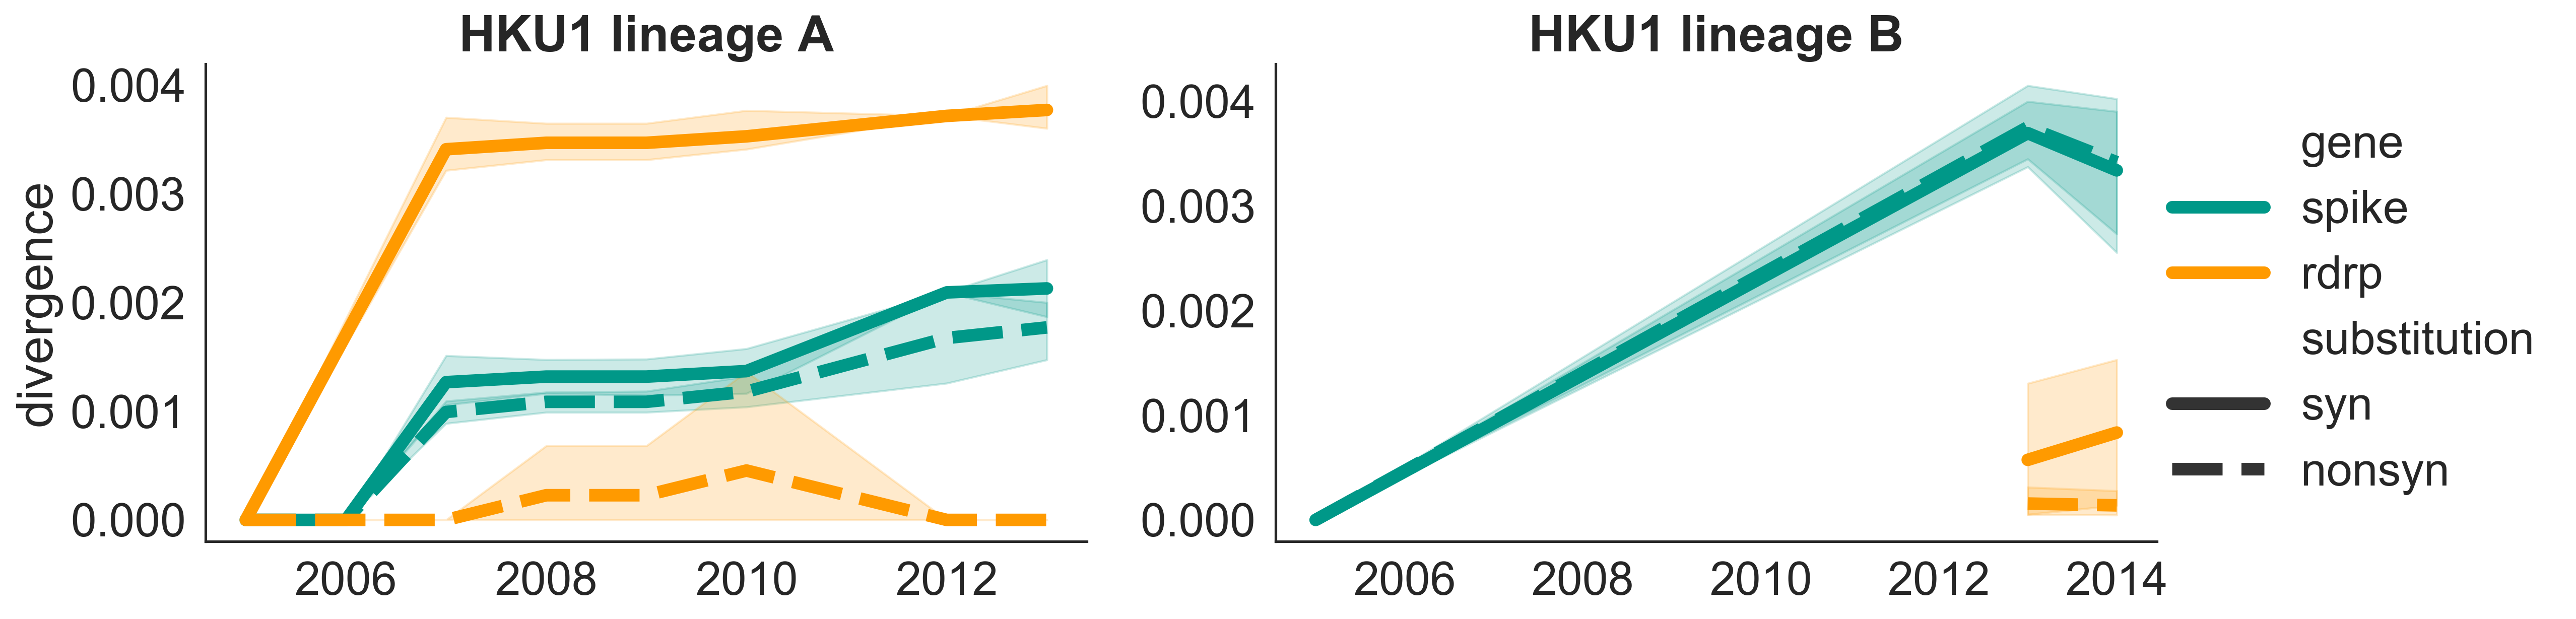 HKU1 lineage A
divergence
0.004
0.003
0.002
0.001
0.000
2006 2008 2010 2012
HKU1 lineage B
0.004
0.003
0.002
0.001
0.000
2006 2008 2010 2012 2014
gene
spike
rdrp
substitution
syn
nonsyn